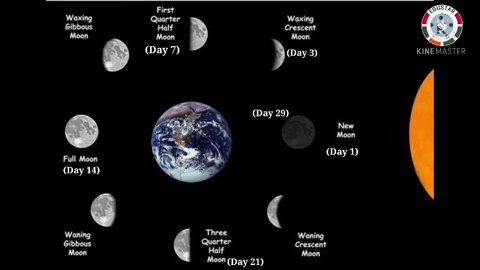 Waxing
Gibbous
Moon
First
Quarter
Half
Moon
(Day 7)
Waxing
Crescent
Moon
(Day 3)
EDUSTAR
KINEMASTER
Full Moon
(Day 14)
(Day 29)
New
Moon
(Day 1)
Waning
Gibbous
Moon
Three
Quarter
Half
Moon (Day 21)
Waning
Crescent
Moon